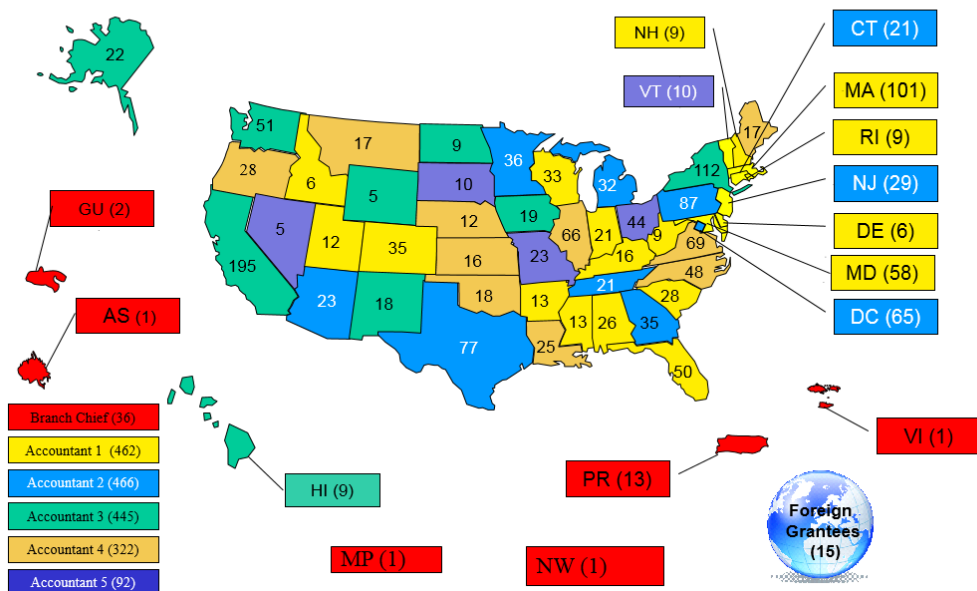 22
NH (9)
CT (21)
VT (10)
MA (101)
RI (9)
NJ (29)
DE (6)
MD (58)
DC (65)
51
17
9
36
17
28
6
5
10
33
32
112
87
GU (2)
5
12
35
12
19
66
21
44
9
69
195
16
23
16
48
23
18
18
13
21
28
AS (1)
77
25
13
26
35
50
Branch Chief (36)
Accountant 1 (462)
Accountant 2 (466)
Accountant 3 (445)
Accountant 4 (322)
Accountant 5 (92)
HI (9)
MP (1)
NW (1)
PR (13)
VI (1)
Foreign
Grantees
(15)